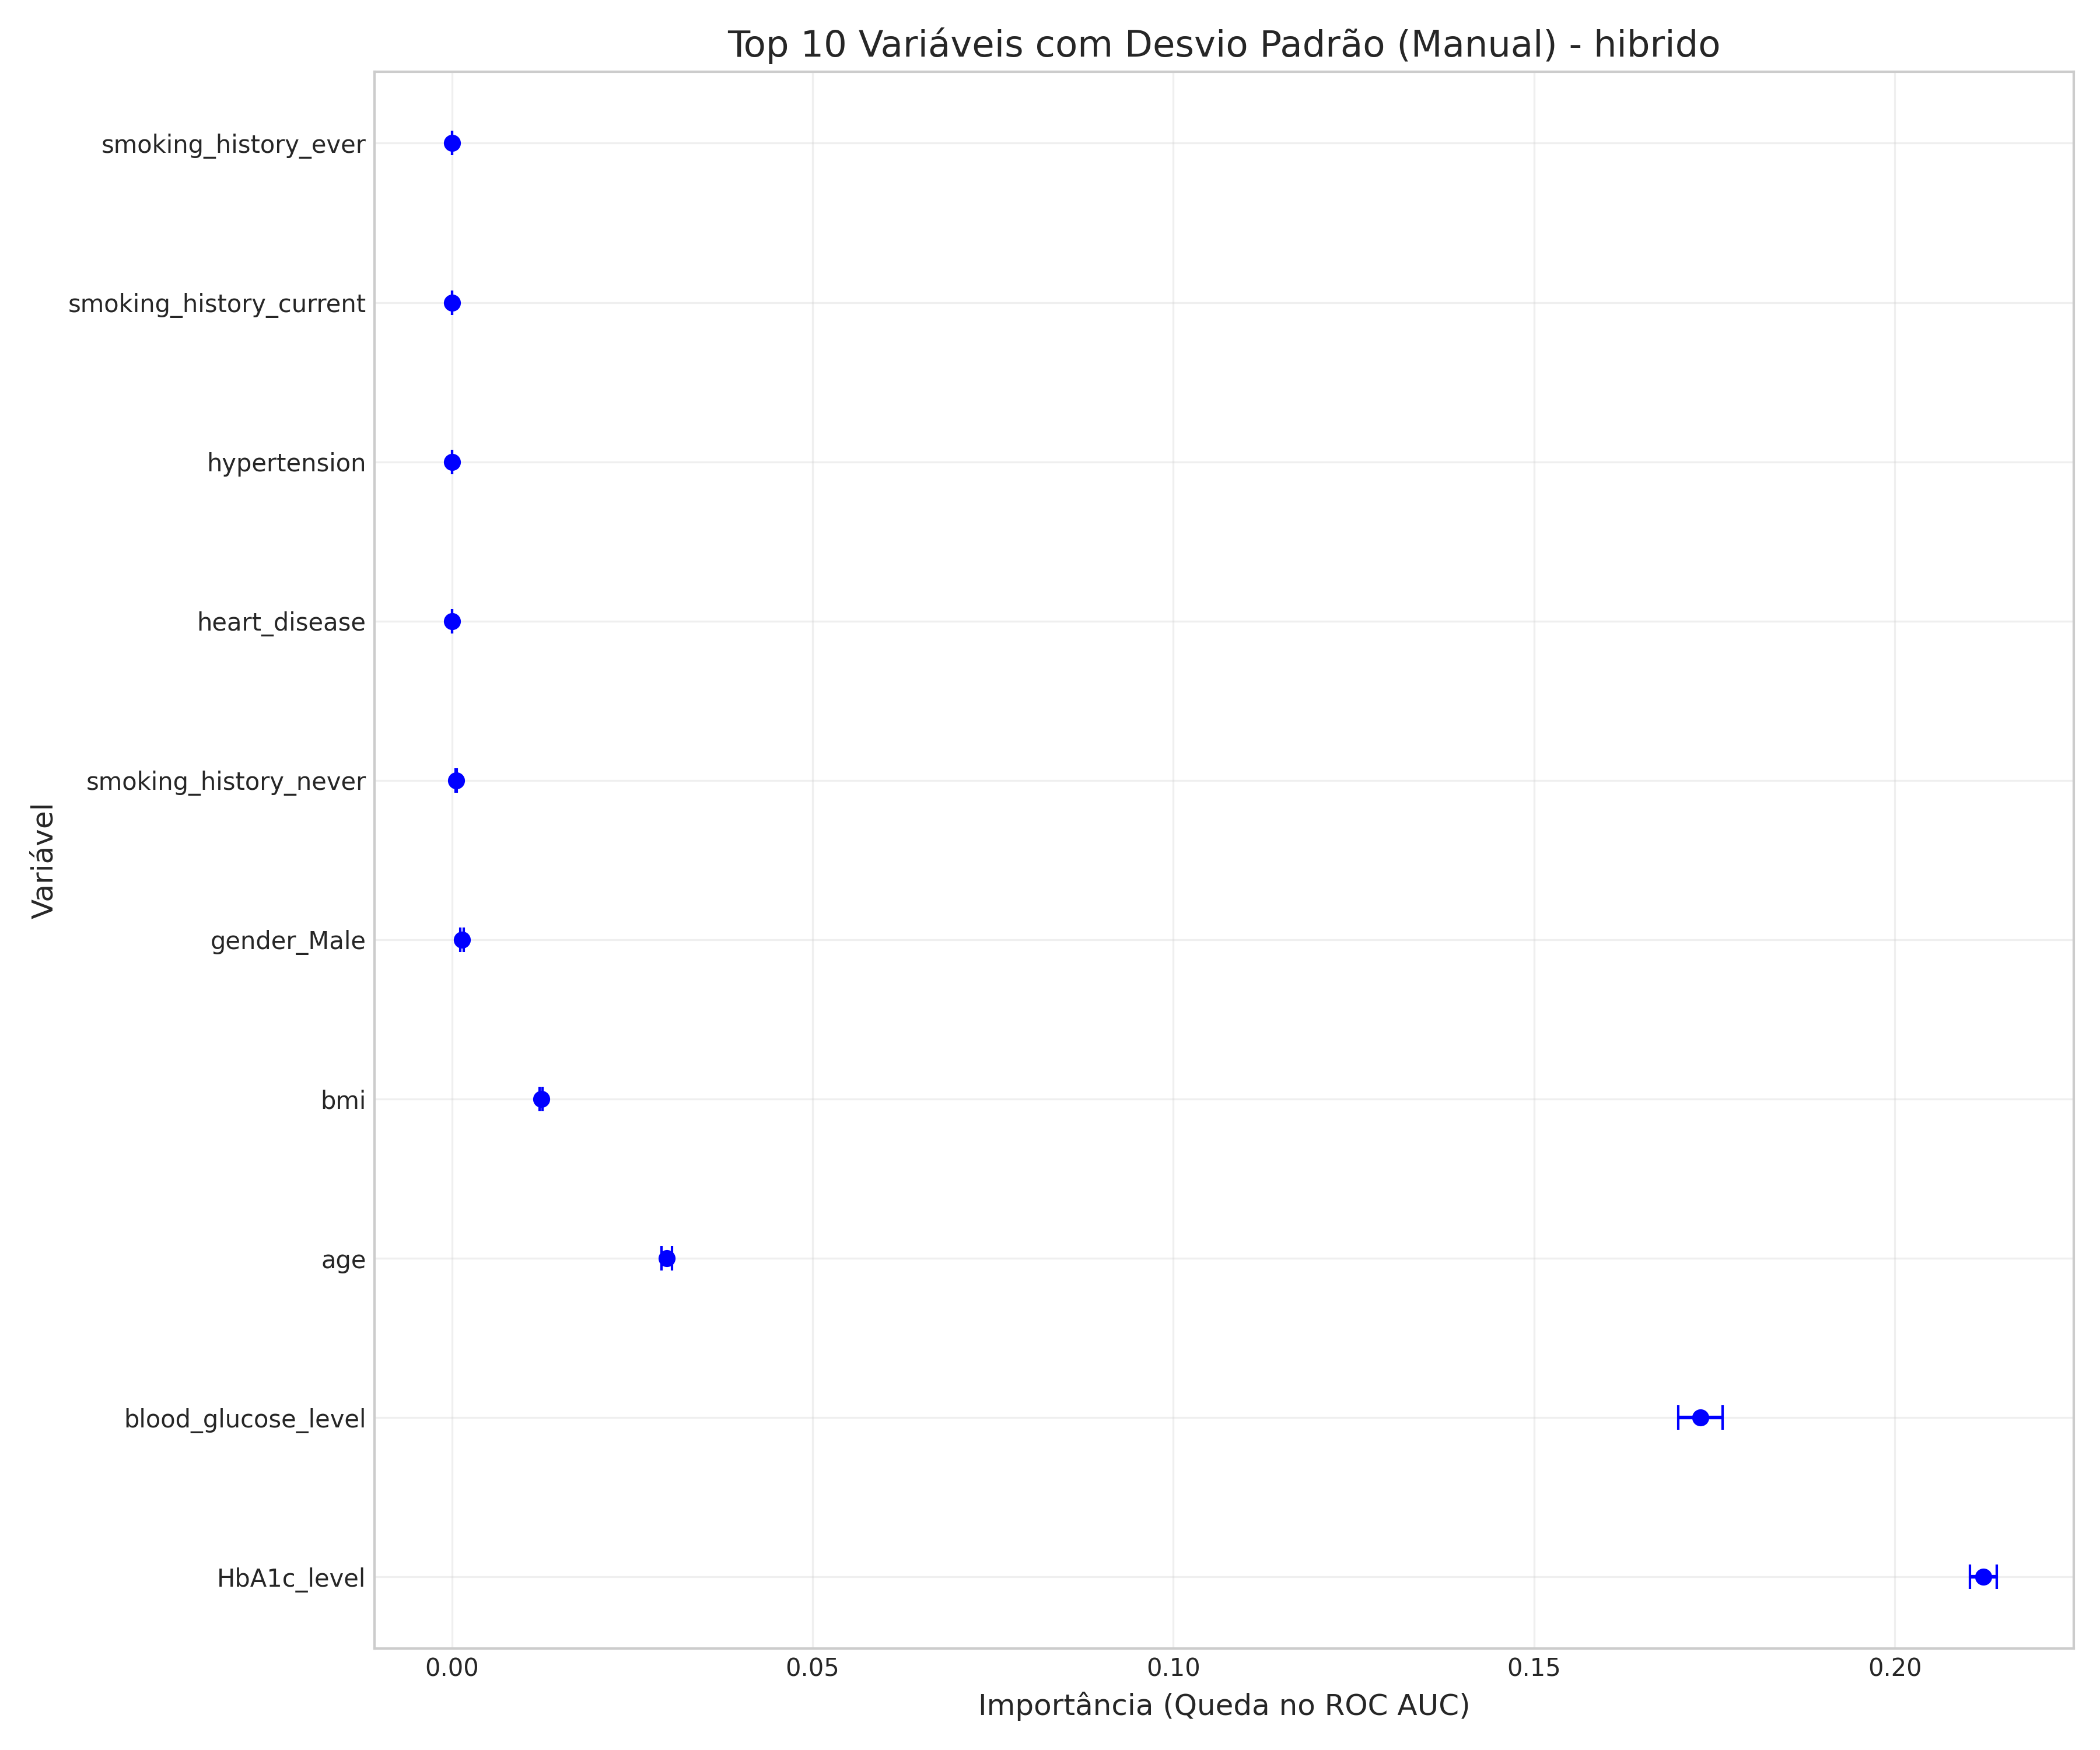 Top 10 Variáveis com Desvio Padrão (Manual) - hibrido
smoking_history_ever
smoking_history_current
hypertension
heart_disease
smoking_history_never
gender_Male
bmi
age
blood_glucose_level
HbA1c_level
Variável
0.00
0.05
0.10
0.15
0.20
Importância (Queda no ROC AUC)